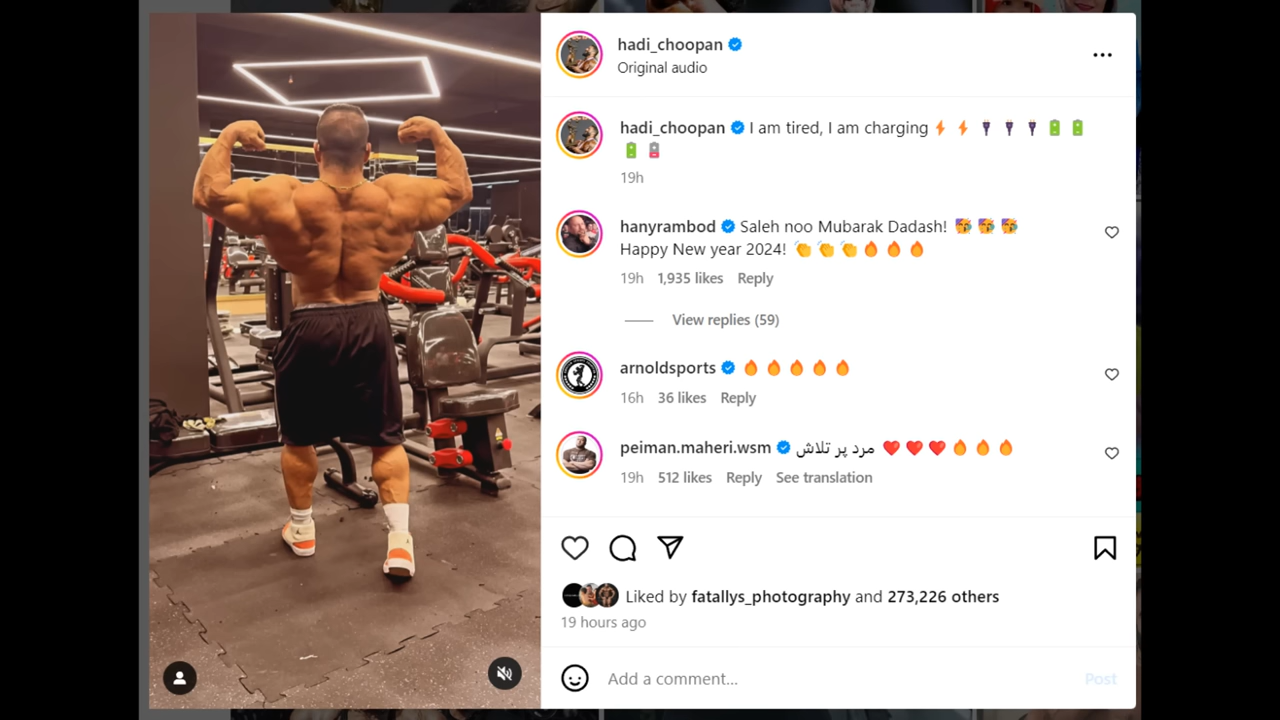 hadi_choopan
Original audio
hadi_choopan I am tired, I am charging ⚡ ⚡ 🔌 🔌 🔌 🔋 🔋
🔋 🪫
19h
hanyrambod Saleh noo Mubarak Dadash! 🥳 🥳 🥳
Happy New year 2024! 👏 👏 👏 🔥 🔥 🔥
19h 1,935 likes Reply
View replies (59)
arnoldsports 🔥 🔥 🔥 🔥 🔥
16h 36 likes Reply
peiman.maheri.wsm مرد پر تلاش ❤️ ❤️ ❤️ 🔥 🔥 🔥
19h 512 likes Reply See translation
Liked by fatallys_photography and 273,226 others
19 hours ago
Add a comment...
Post